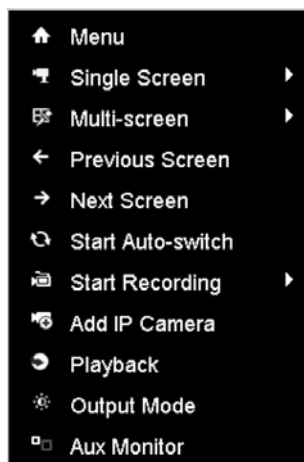 Menu
Single Screen
Multi-screen
Previous Screen
Next Screen
Start Auto-switch
Start Recording
Add IP Camera
Playback
Output Mode
Aux Monitor